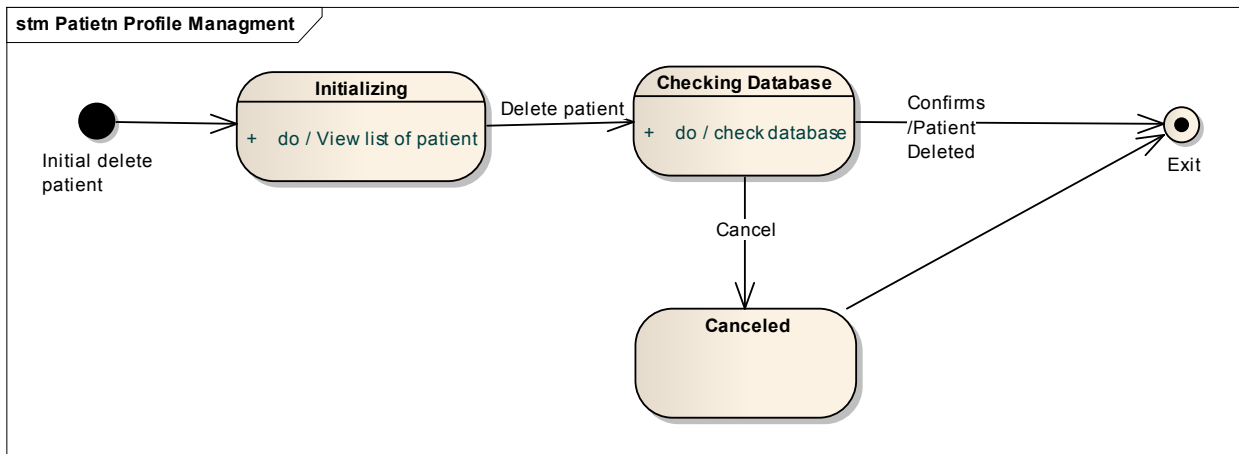 stm Patietn Profile Managment
Initial delete
patient
Initializing
+ do / View list of patient
Delete patient
Checking Database
+ do / check database
Confirms
/Patient
Deleted
Exit
Cancel
Canceled